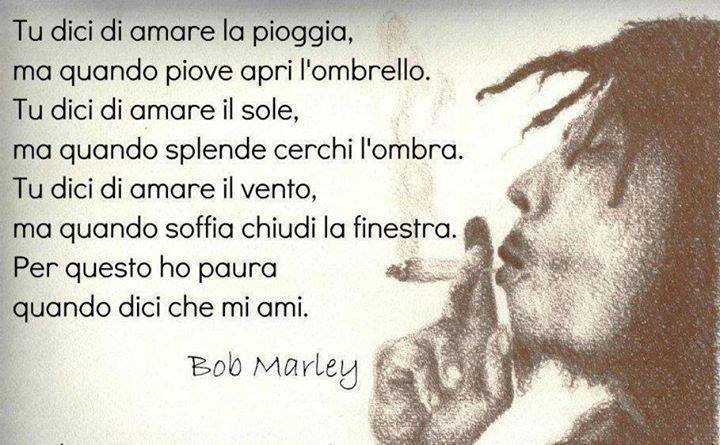 Tu dici di amare la pioggia,
ma quando piove apri l'ombrello.
Tu dici di amare il sole,
ma quando splende cerchi l'ombra.
Tu dici di amare il vento,
ma quando soffia chiudi la finestra.
Per questo ho paura
quando dici che mi ami.
Bob Marley